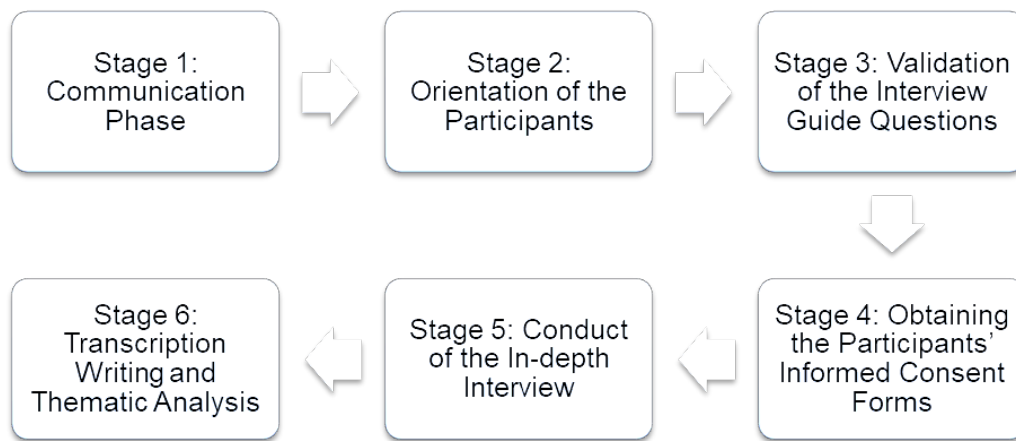 Stage 1:
Communication
Phase
Stage 2:
Orientation of the
Participants
Stage 3: Validation
of the Interview
Guide Questions
Stage 4: Obtaining
the Participants’
Informed Consent
Forms
Stage 5: Conduct
of the In-depth
Interview
Stage 6:
Transcription
Writing and
Thematic Analysis